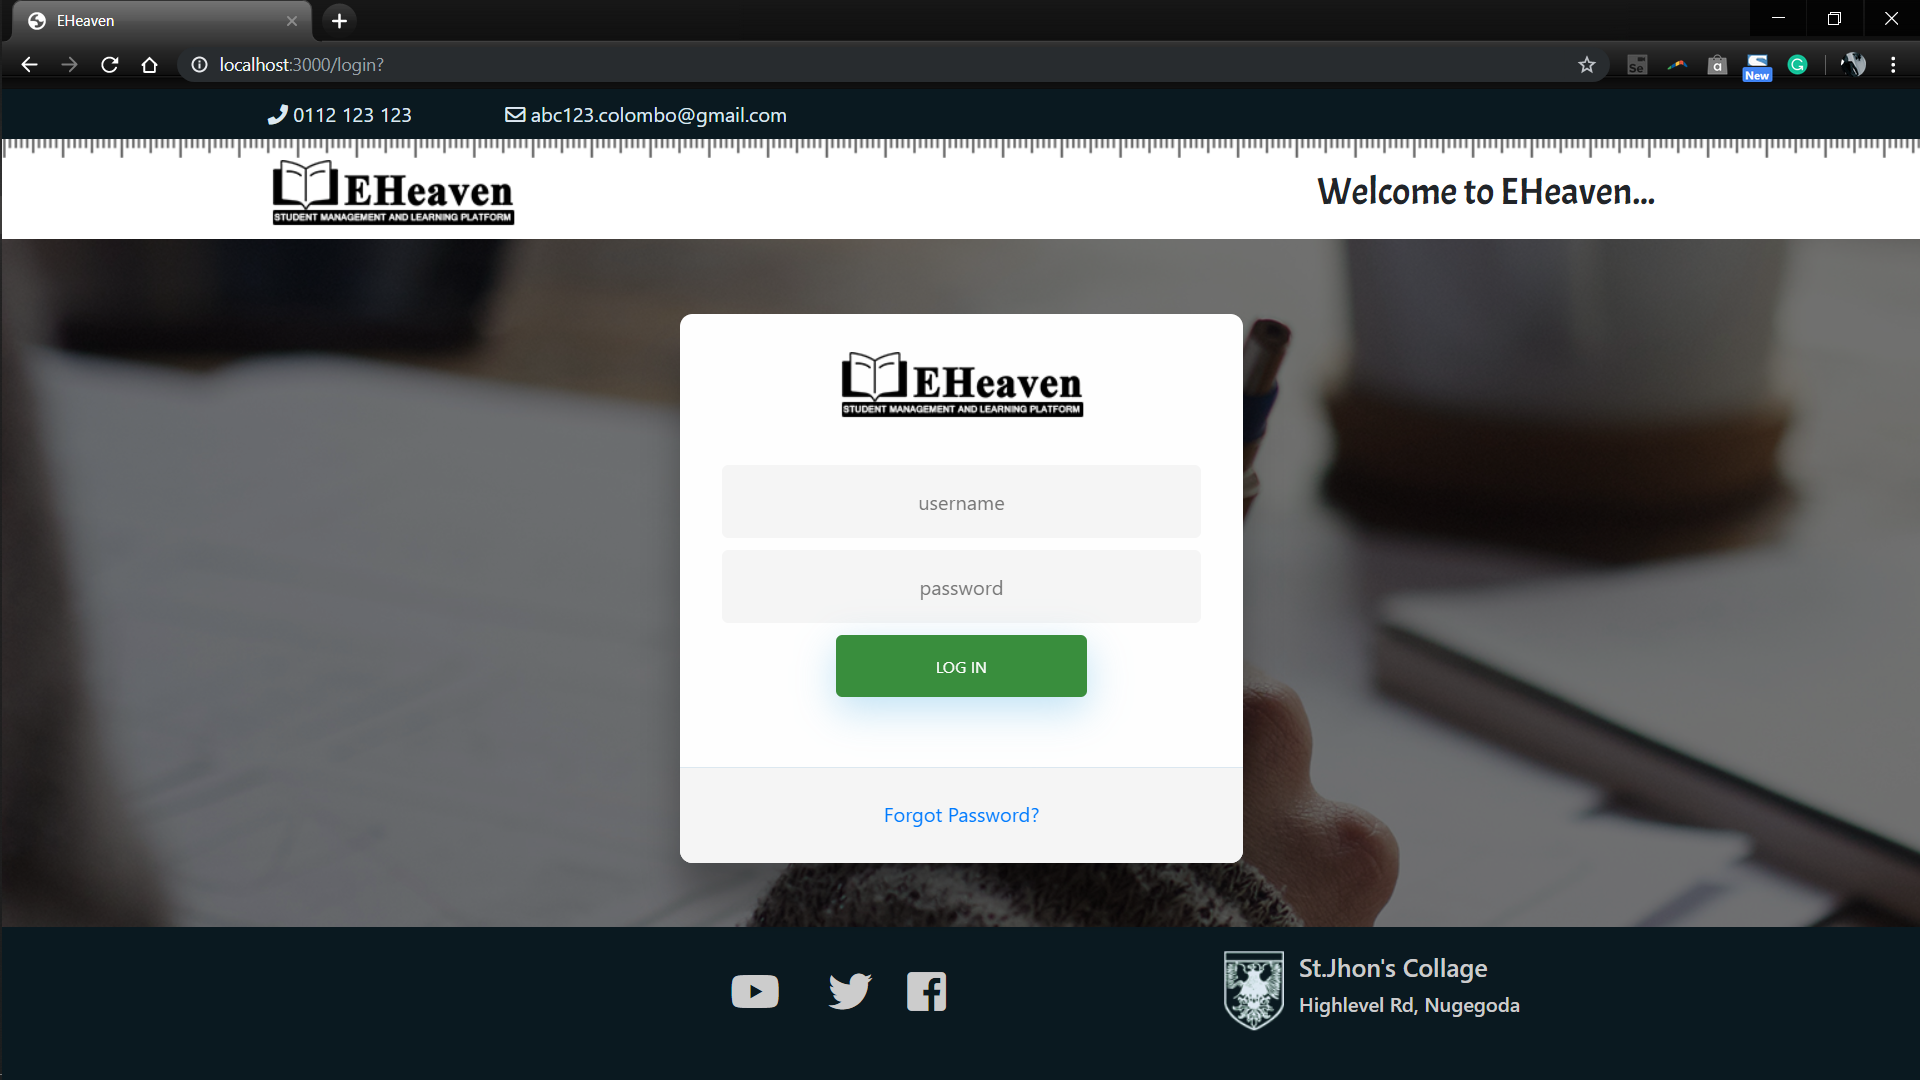 EHeaven
localhost:3000/login?
Se
a
New
G
0112 123 123
abc123.colombo@gmail.com
EHeaven
STUDENT MANAGEMENT AND LEARNING PLATFORM
Welcome to EHeaven...
EHeaven
STUDENT MANAGEMENT AND LEARNING PLATFORM
username
password
LOG IN
Forgot Password?
St.Jhon's Collage
Highlevel Rd, Nugegoda